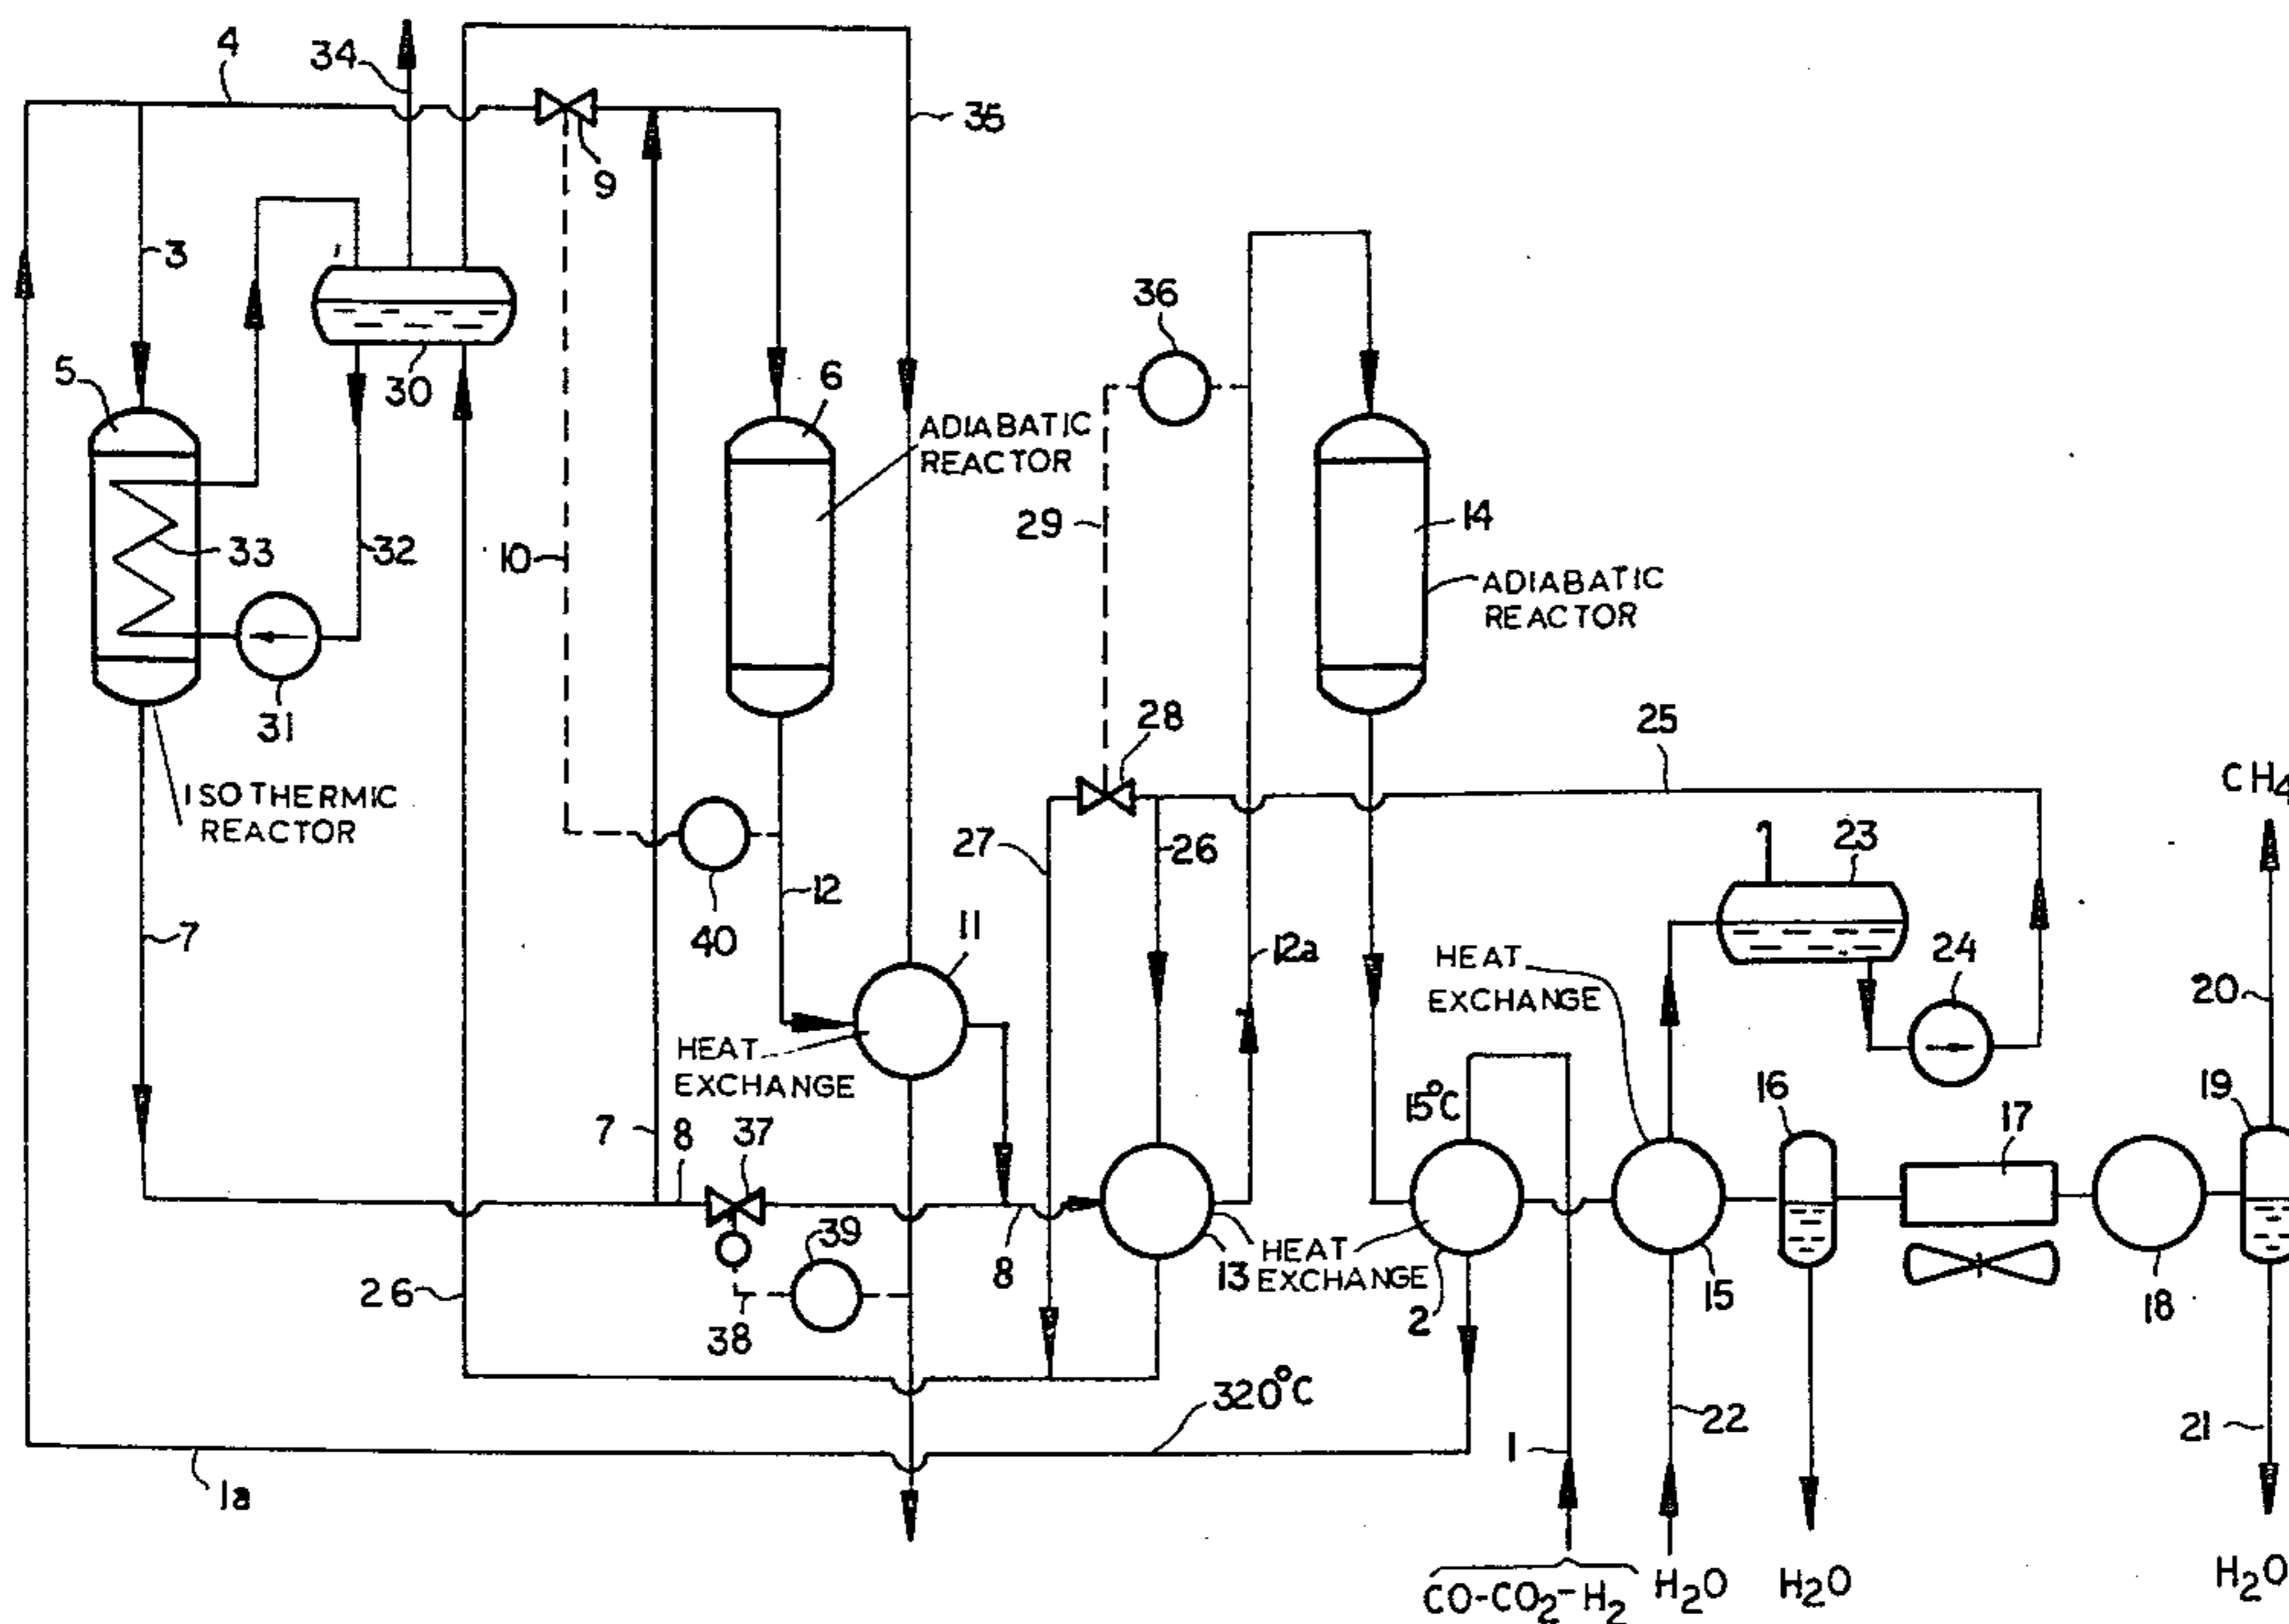 4
34
35
9
3
36
5
30
6
ADIABATIC
REACTOR
29
14
33
32
10
ADIABATIC
REACTOR
31
28
25
ISOTHERMIC
REACTOR
CH4
27
26
23
12
7
40
11
12a
HEAT
EXCHANGE
24
20
HEAT
EXCHANGE
15°C
16
17
19
7
8
37
39
8
13
HEAT
EXCHANGE
26
38
2
15
18
320°C
22
21
1
1a
CO-CO2-H2
H2O
H2O
H2O